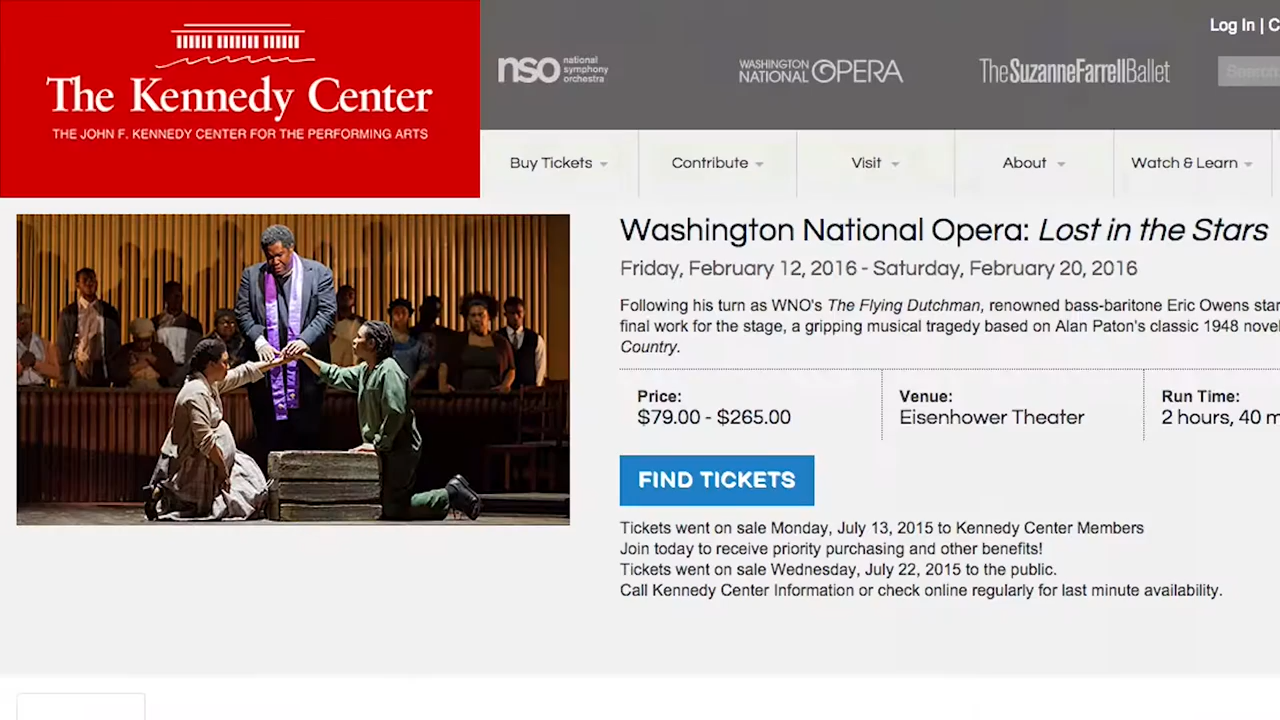 The Kennedy Center
THE JOHN F. KENNEDY CENTER FOR THE PERFORMING ARTS
nso national symphony orchestra
WASHINGTON NATIONAL OPERA
The Suzanne Farrell Ballet
Log In | C
Search
Buy Tickets
Contribute
Visit
About
Watch & Learn
Washington National Opera: Lost in the Stars
Friday, February 12, 2016 - Saturday, February 20, 2016
Following his turn as WNO's The Flying Dutchman, renowned bass-baritone Eric Owens star
final work for the stage, a gripping musical tragedy based on Alan Paton's classic 1948 novel
Country.
Price:
$79.00 - $265.00
Venue:
Eisenhower Theater
Run Time:
2 hours, 40 m
FIND TICKETS
Tickets went on sale Monday, July 13, 2015 to Kennedy Center Members
Join today to receive priority purchasing and other benefits!
Tickets went on sale Wednesday, July 22, 2015 to the public.
Call Kennedy Center Information or check online regularly for last minute availability.